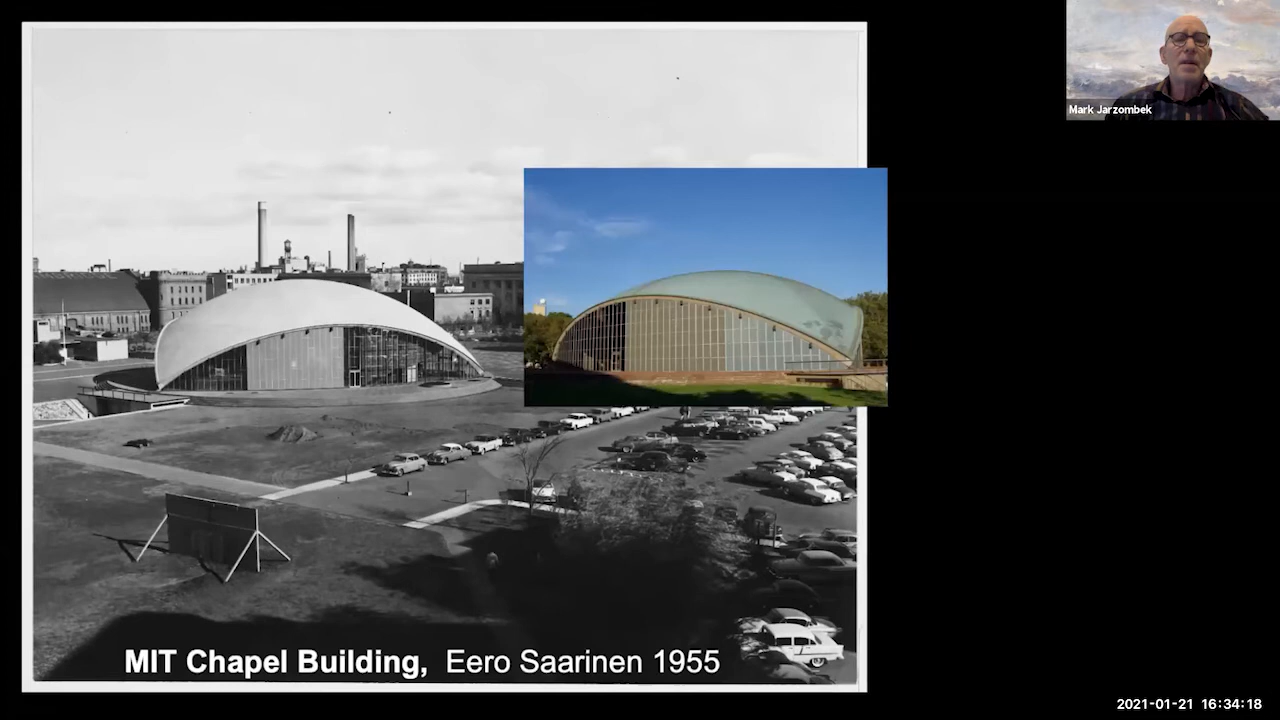 Mark Jarzombek
MIT Chapel Building, Eero Saarinen 1955
2021-01-21 16:34:18